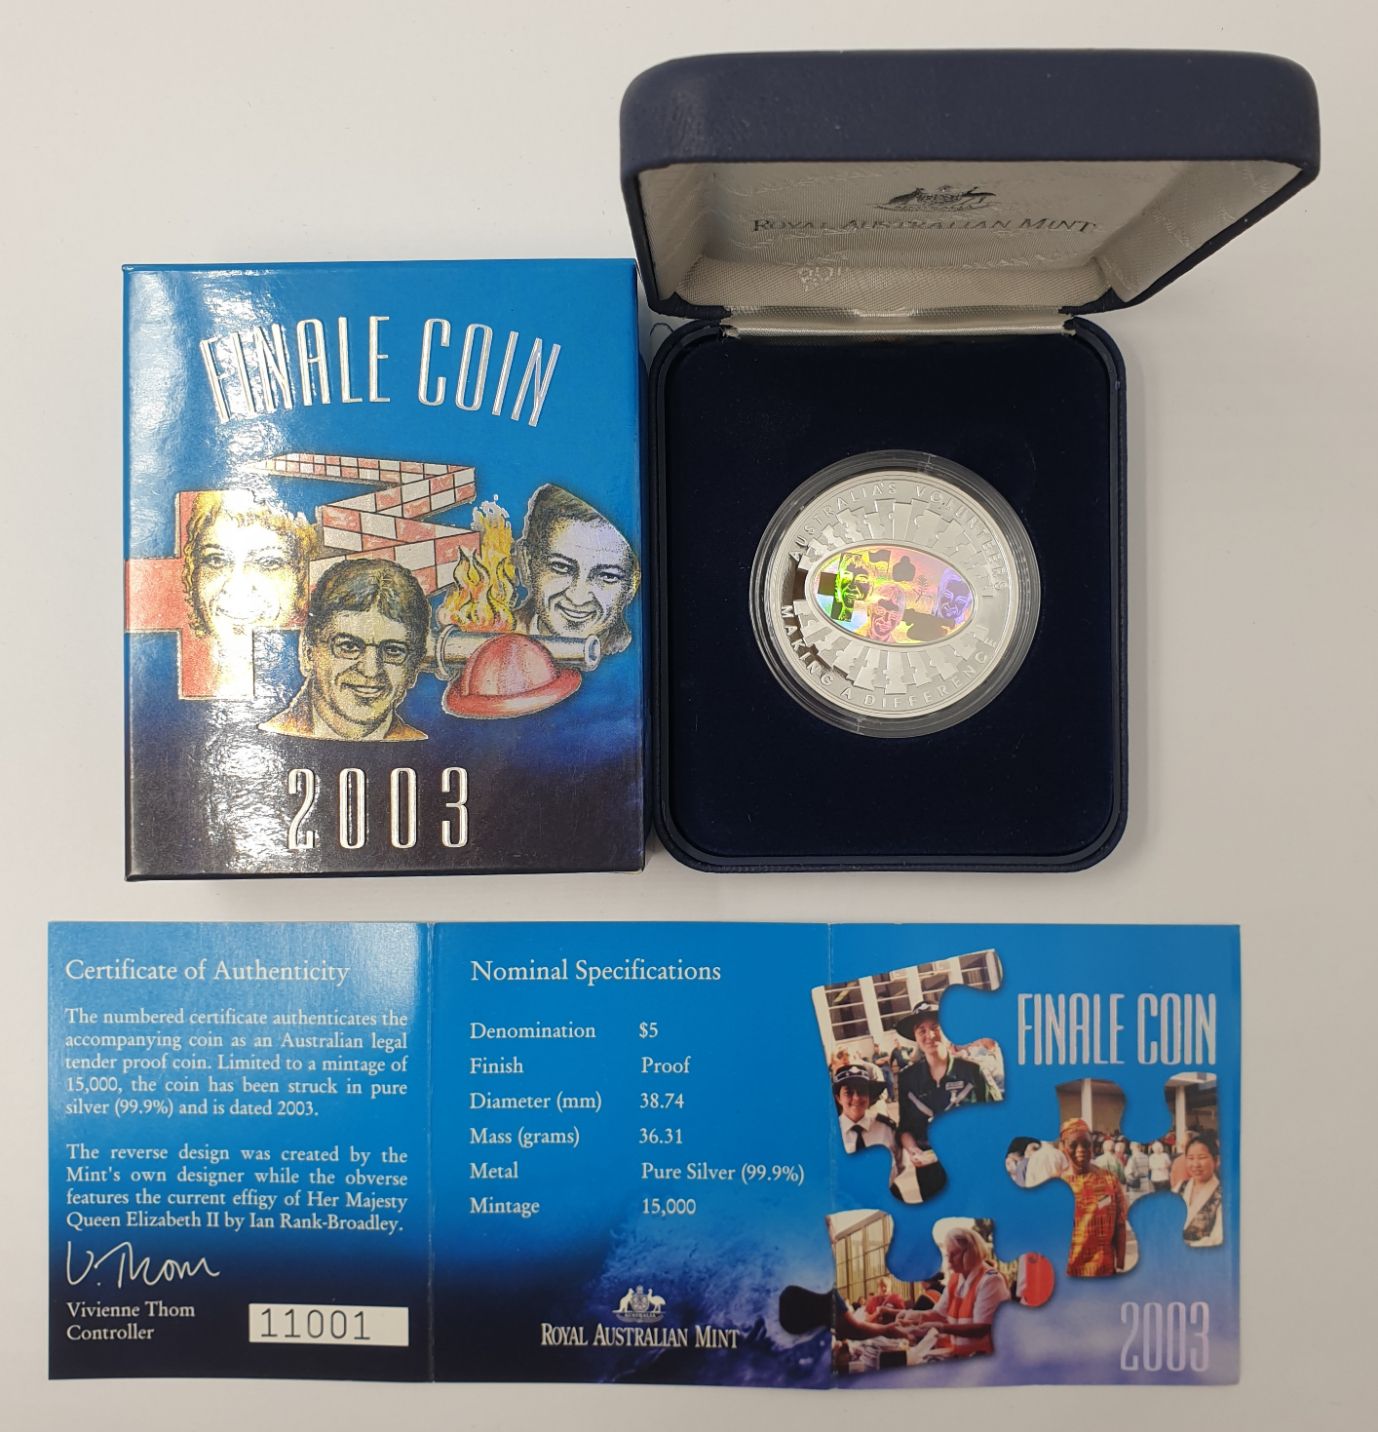 ROYAL AUSTRALIAN MINT
FINALE COIN
2003
AUSTRALIA'S VOLUNTEERS
MAKING A DIFFERENCE
Certificate of Authenticity
The numbered certificate authenticates the
accompanying coin as an Australian legal
tender proof coin. Limited to a mintage of
15,000, the coin has been struck in pure
silver (99.9%) and is dated 2003.
The reverse design was created by the
Mint's own designer while the obverse
features the current effigy of Her Majesty
Queen Elizabeth II by Ian Rank-Broadley.
V. Thom
Vivienne Thom
Controller
11001
Nominal Specifications
Denomination $5
Finish Proof
Diameter (mm) 38.74
Mass (grams) 36.31
Metal Pure Silver (99.9%)
Mintage 15,000
ROYAL AUSTRALIAN MINT
FINALE COIN
2003